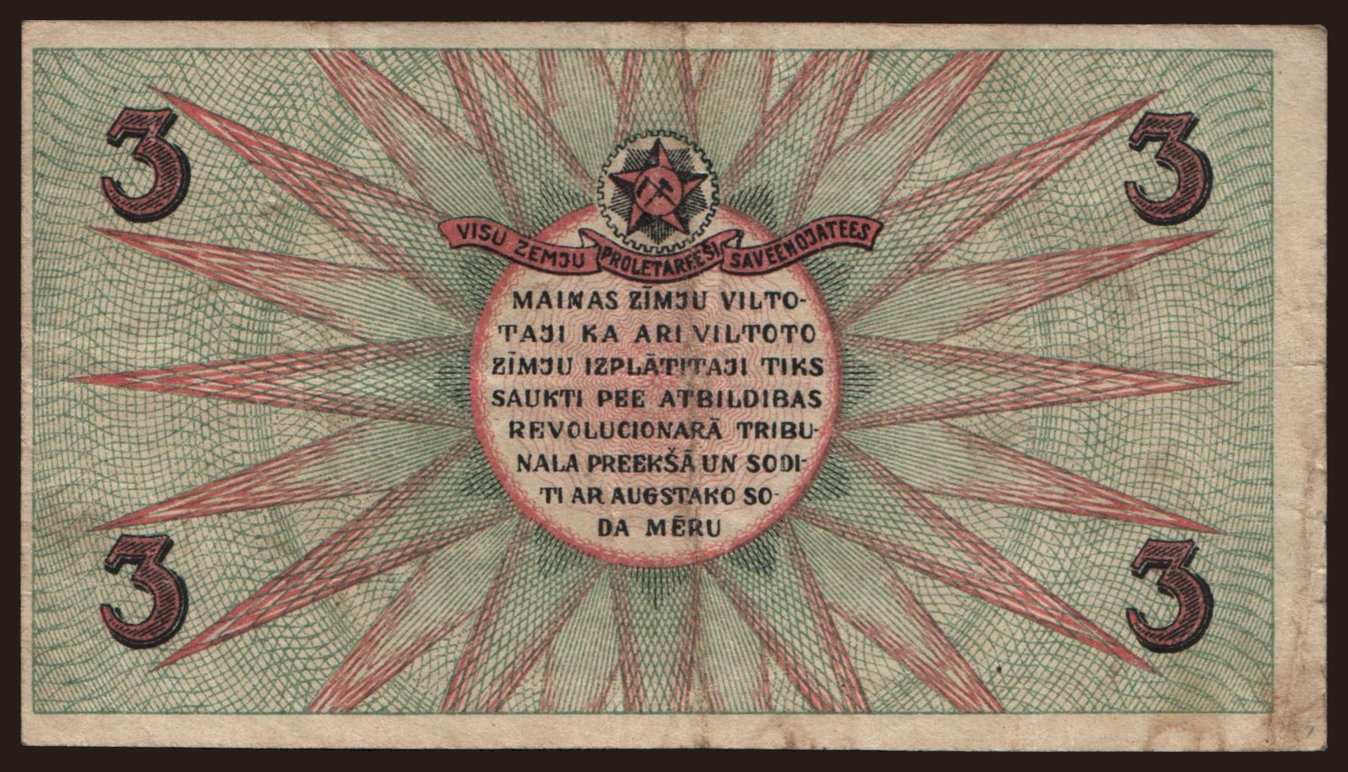 3 3
VISU ZEMJU PROLETAREEŠI SAVEENOJATEES
MAIŅAS ZĪMJU VILTO-
TAJI KA ARI VILTOTO
ZĪMJU IZPLĀTITAJI TIKS
SAUKTI PEE ATBILDIBAS
REVOLUCIONARĀ TRIBU-
NALA PREEKŠĀ UN SODI-
TI AR AUGSTAKO SO-
DA MĒRU
3 3